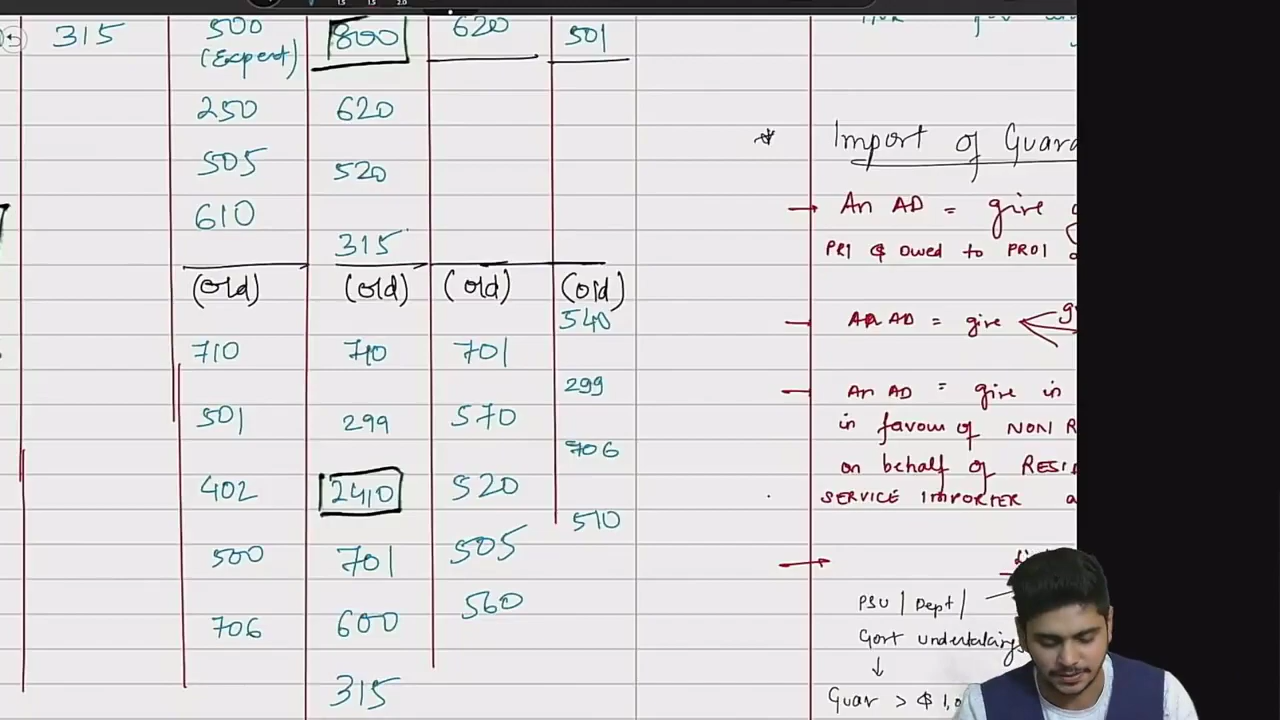 315 500 800 620 501
(Expert)
250 620
505 520
610
315
(old) (old) (old) (old)
540
710 710 701
299
501 299 570
706
402 2410 520
510
500 701 505
560
706 600
315
* Import of Guara
→ An AD = give
PRI & owed to PROI
→ An AD = give
→ An AD = give in
in favour of NON R
on behalf of RESI
SERVICE IMPORTER a
→
PSU / Dept /
Govt undertakings
↓
Guar > $ 1,0